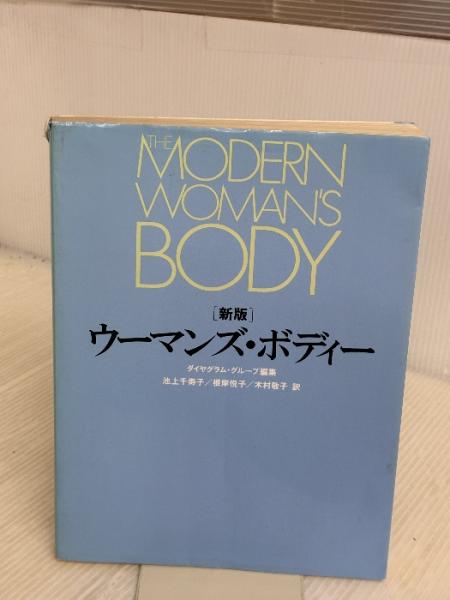 THE
MODERN
WOMAN'S
BODY
[新版]
ウーマンズ・ボディー
ダイヤグラム・グループ編集
池上千寿子/根岸悦子/木村敏子 訳